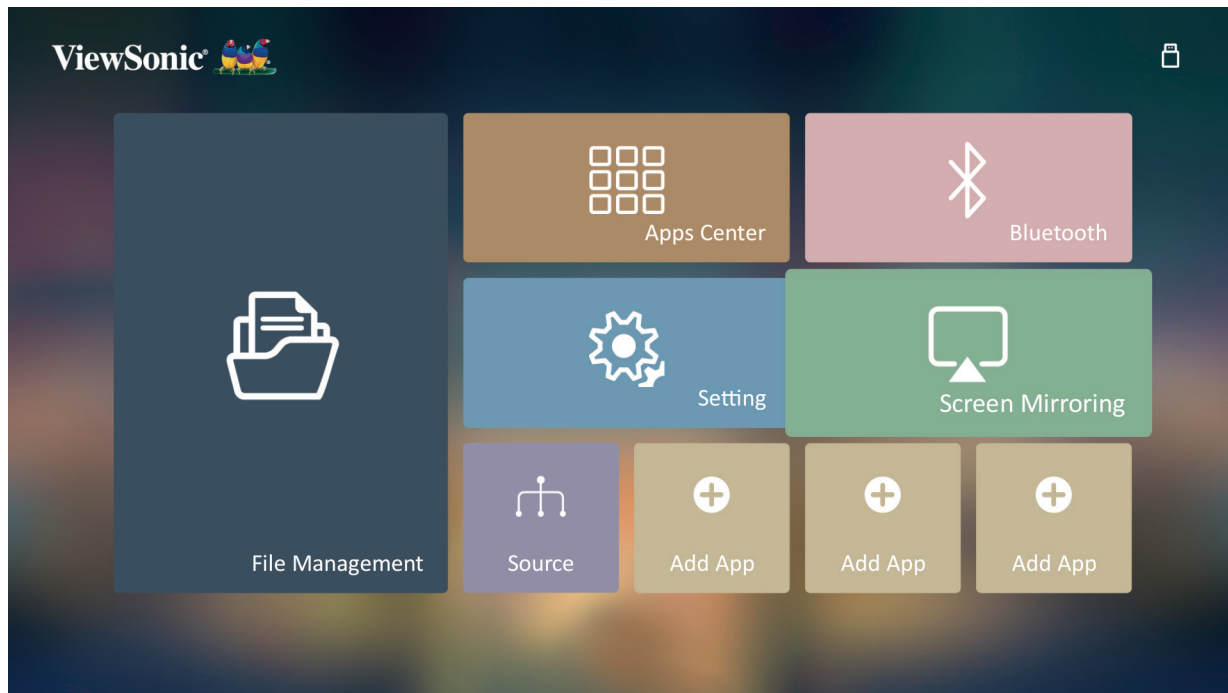 ViewSonic®
Apps Center
Bluetooth
Setting
Screen Mirroring
File Management
Source
Add App
Add App
Add App